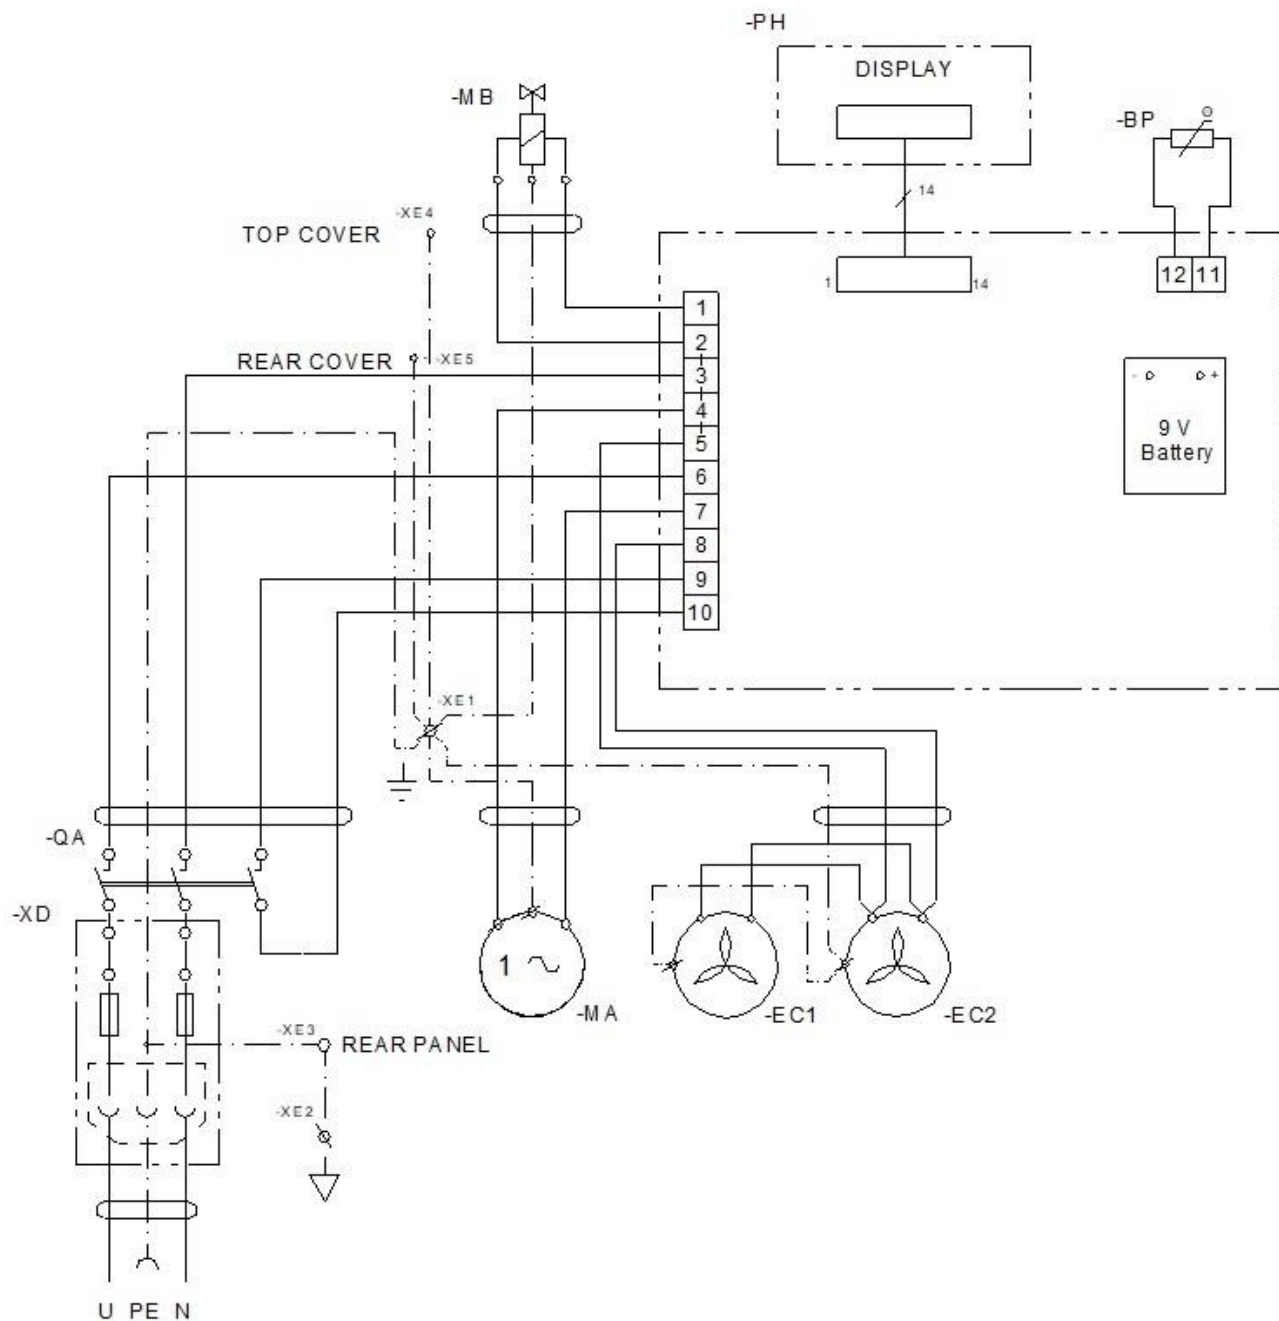 -PH
DISPLAY
-MB
-BP
Θ
14
-XE4
TOP COVER
1
14
12 11
1
2
REAR COVER
-XE5
3
4
5
6
7
8
9
10
- +
9 V
Battery
-XE1
-QA
-XD
1
-MA
-EC1
-EC2
-XE3
REAR PANEL
-XE2
U PE N